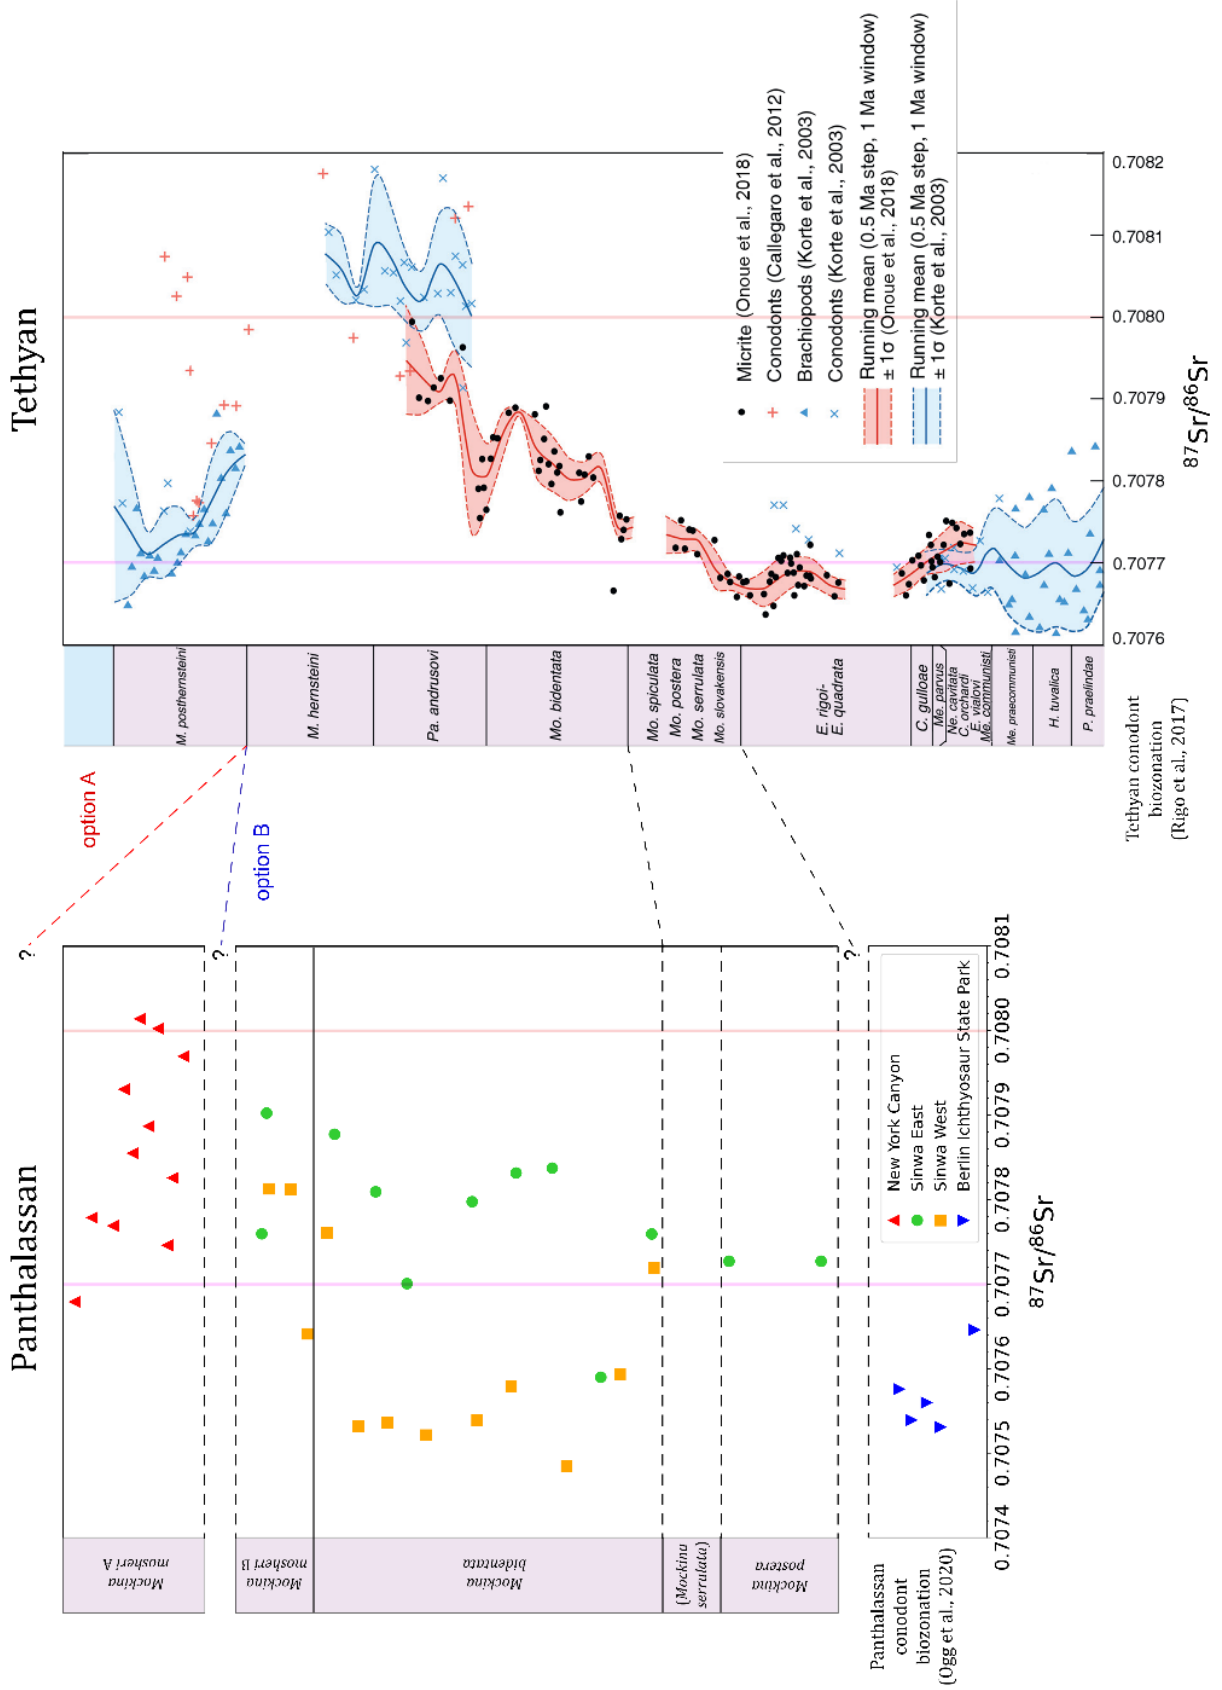 Panthalassan
Tethyan
?
?
?
option A
option B
Mockina
mosheri A
Mockina
mosheri B
Mockina
bidentata
(Mockina
serrulata)
Mockina
postera
Panthalassan
conodont
biozonation
(Ogg et al., 2020)
0.7074
0.7075
0.7076
0.7077
0.7078
0.7079
0.7080
0.7081
87Sr/86Sr
New York Canyon
Sinwa East
Sinwa West
Berlin Ichthyosaur State Park
M. posthernsteini
M. hernsteini
Pa. andrusovi
Mo. bidentata
Mo. spiculata
Mo. postera
Mo. serrulata
Mo. slovakensis
E. rigoi-
E. quadrata
C. gulloae
Me. parvus
Ne. cavitata
C. orchardi
E. vialovi
Me. communisti
Me. praecommunisti
H. tuvalica
P. praelindae
Tethyan conodont
biozonation
(Rigo et al., 2017)
0.7076
0.7077
0.7078
0.7079
0.7080
0.7081
0.7082
87Sr/86Sr
Micrite (Onoue et al., 2018)
Conodonts (Callegaro et al., 2012)
Brachiopods (Korte et al., 2003)
Conodonts (Korte et al., 2003)
Running mean (0.5 Ma step, 1 Ma window)
± 1σ (Onoue et al., 2018)
Running mean (0.5 Ma step, 1 Ma window)
± 1σ (Korte et al., 2003)